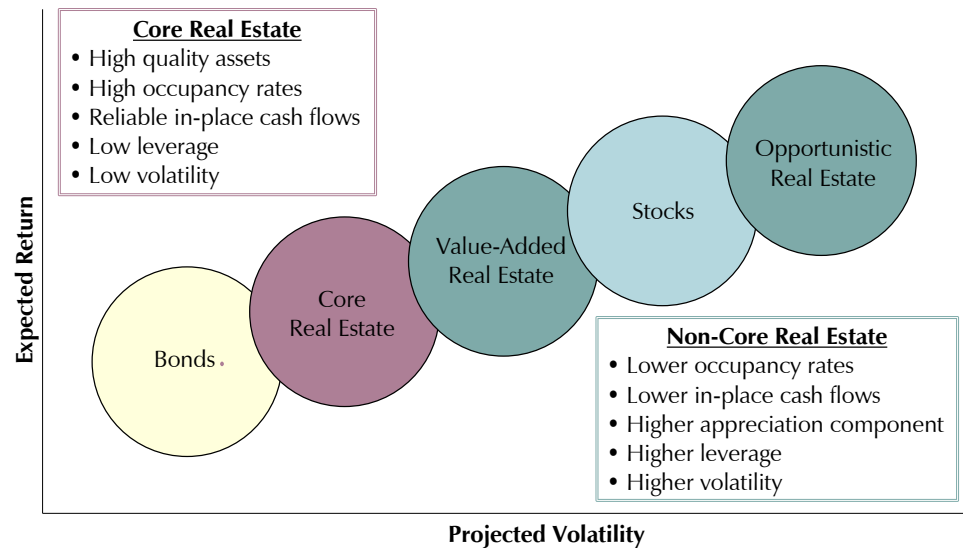 Core Real Estate
• High quality assets
• High occupancy rates
• Reliable in-place cash flows
• Low leverage
• Low volatility
Opportunistic
Real Estate
Stocks
Value-Added
Real Estate
Core
Real Estate
Bonds
Expected Return
Non-Core Real Estate
• Lower occupancy rates
• Lower in-place cash flows
• Higher appreciation component
• Higher leverage
• Higher volatility
Projected Volatility